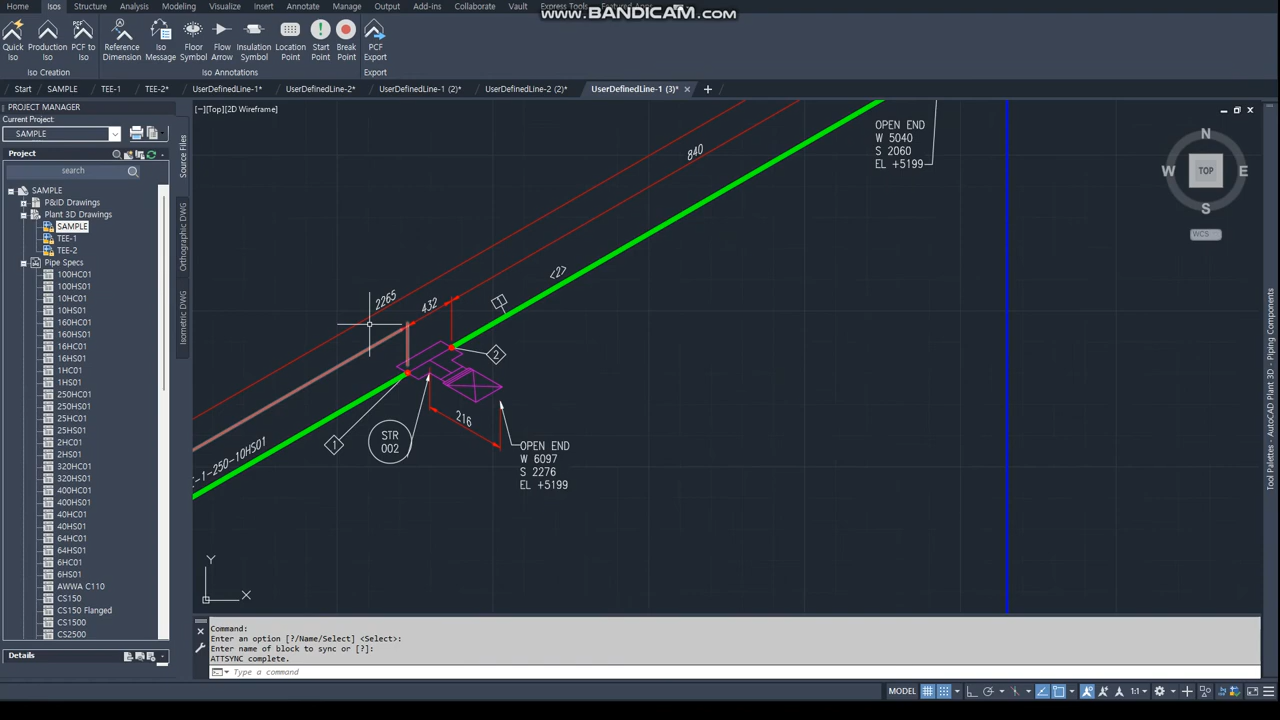 www.BANDICAM.com
Home Isos Structure Analysis Modeling Visualize Insert Annotate Manage Output Add-ins Collaborate Vault Express Tools
Quick Iso
Production Iso
PCF to Iso
Reference Dimension
Iso Message
Floor Symbol
Flow Arrow
Insulation Symbol
Location Point
Start Point
Break Point
PCF Export
Iso Creation
Iso Annotations
Export
Start SAMPLE TEE-1 TEE-2* UserDefinedLine-1* UserDefinedLine-2* UserDefinedLine-1 (2)* UserDefinedLine-2 (2)* UserDefinedLine-1 (3)*
PROJECT MANAGER
Current Project:
SAMPLE
Project
search
SAMPLE
P&ID Drawings
Plant 3D Drawings
SAMPLE
TEE-1
TEE-2
Pipe Specs
100HC01
100HS01
10HC01
10HS01
160HC01
160HS01
16HC01
16HS01
1HC01
1HS01
250HC01
250HS01
25HC01
25HS01
2HC01
2HS01
320HC01
320HS01
400HC01
400HS01
40HC01
40HS01
64HC01
64HS01
6HC01
6HS01
AWWA C110
CS150
CS150 Flanged
CS1500
CS2500
Details
Source Files
Orthographic DWG
Isometric DWG
[−][Top][2D Wireframe]
840
OPEN END
W 5040
S 2060
EL +5199
<2>
2265
432
2
1
STR
002
216
-1-250-10HS01
OPEN END
W 6097
S 2276
EL +5199
N
W TOP E
S
WCS
Y
X
Tool Palettes - AutoCAD Plant 3D - Piping Components
Command:
Enter an option [?/Name/Select] <Select>:
Enter name of block to sync or [?]:
ATTSYNC complete.
Type a command
MODEL
1:1